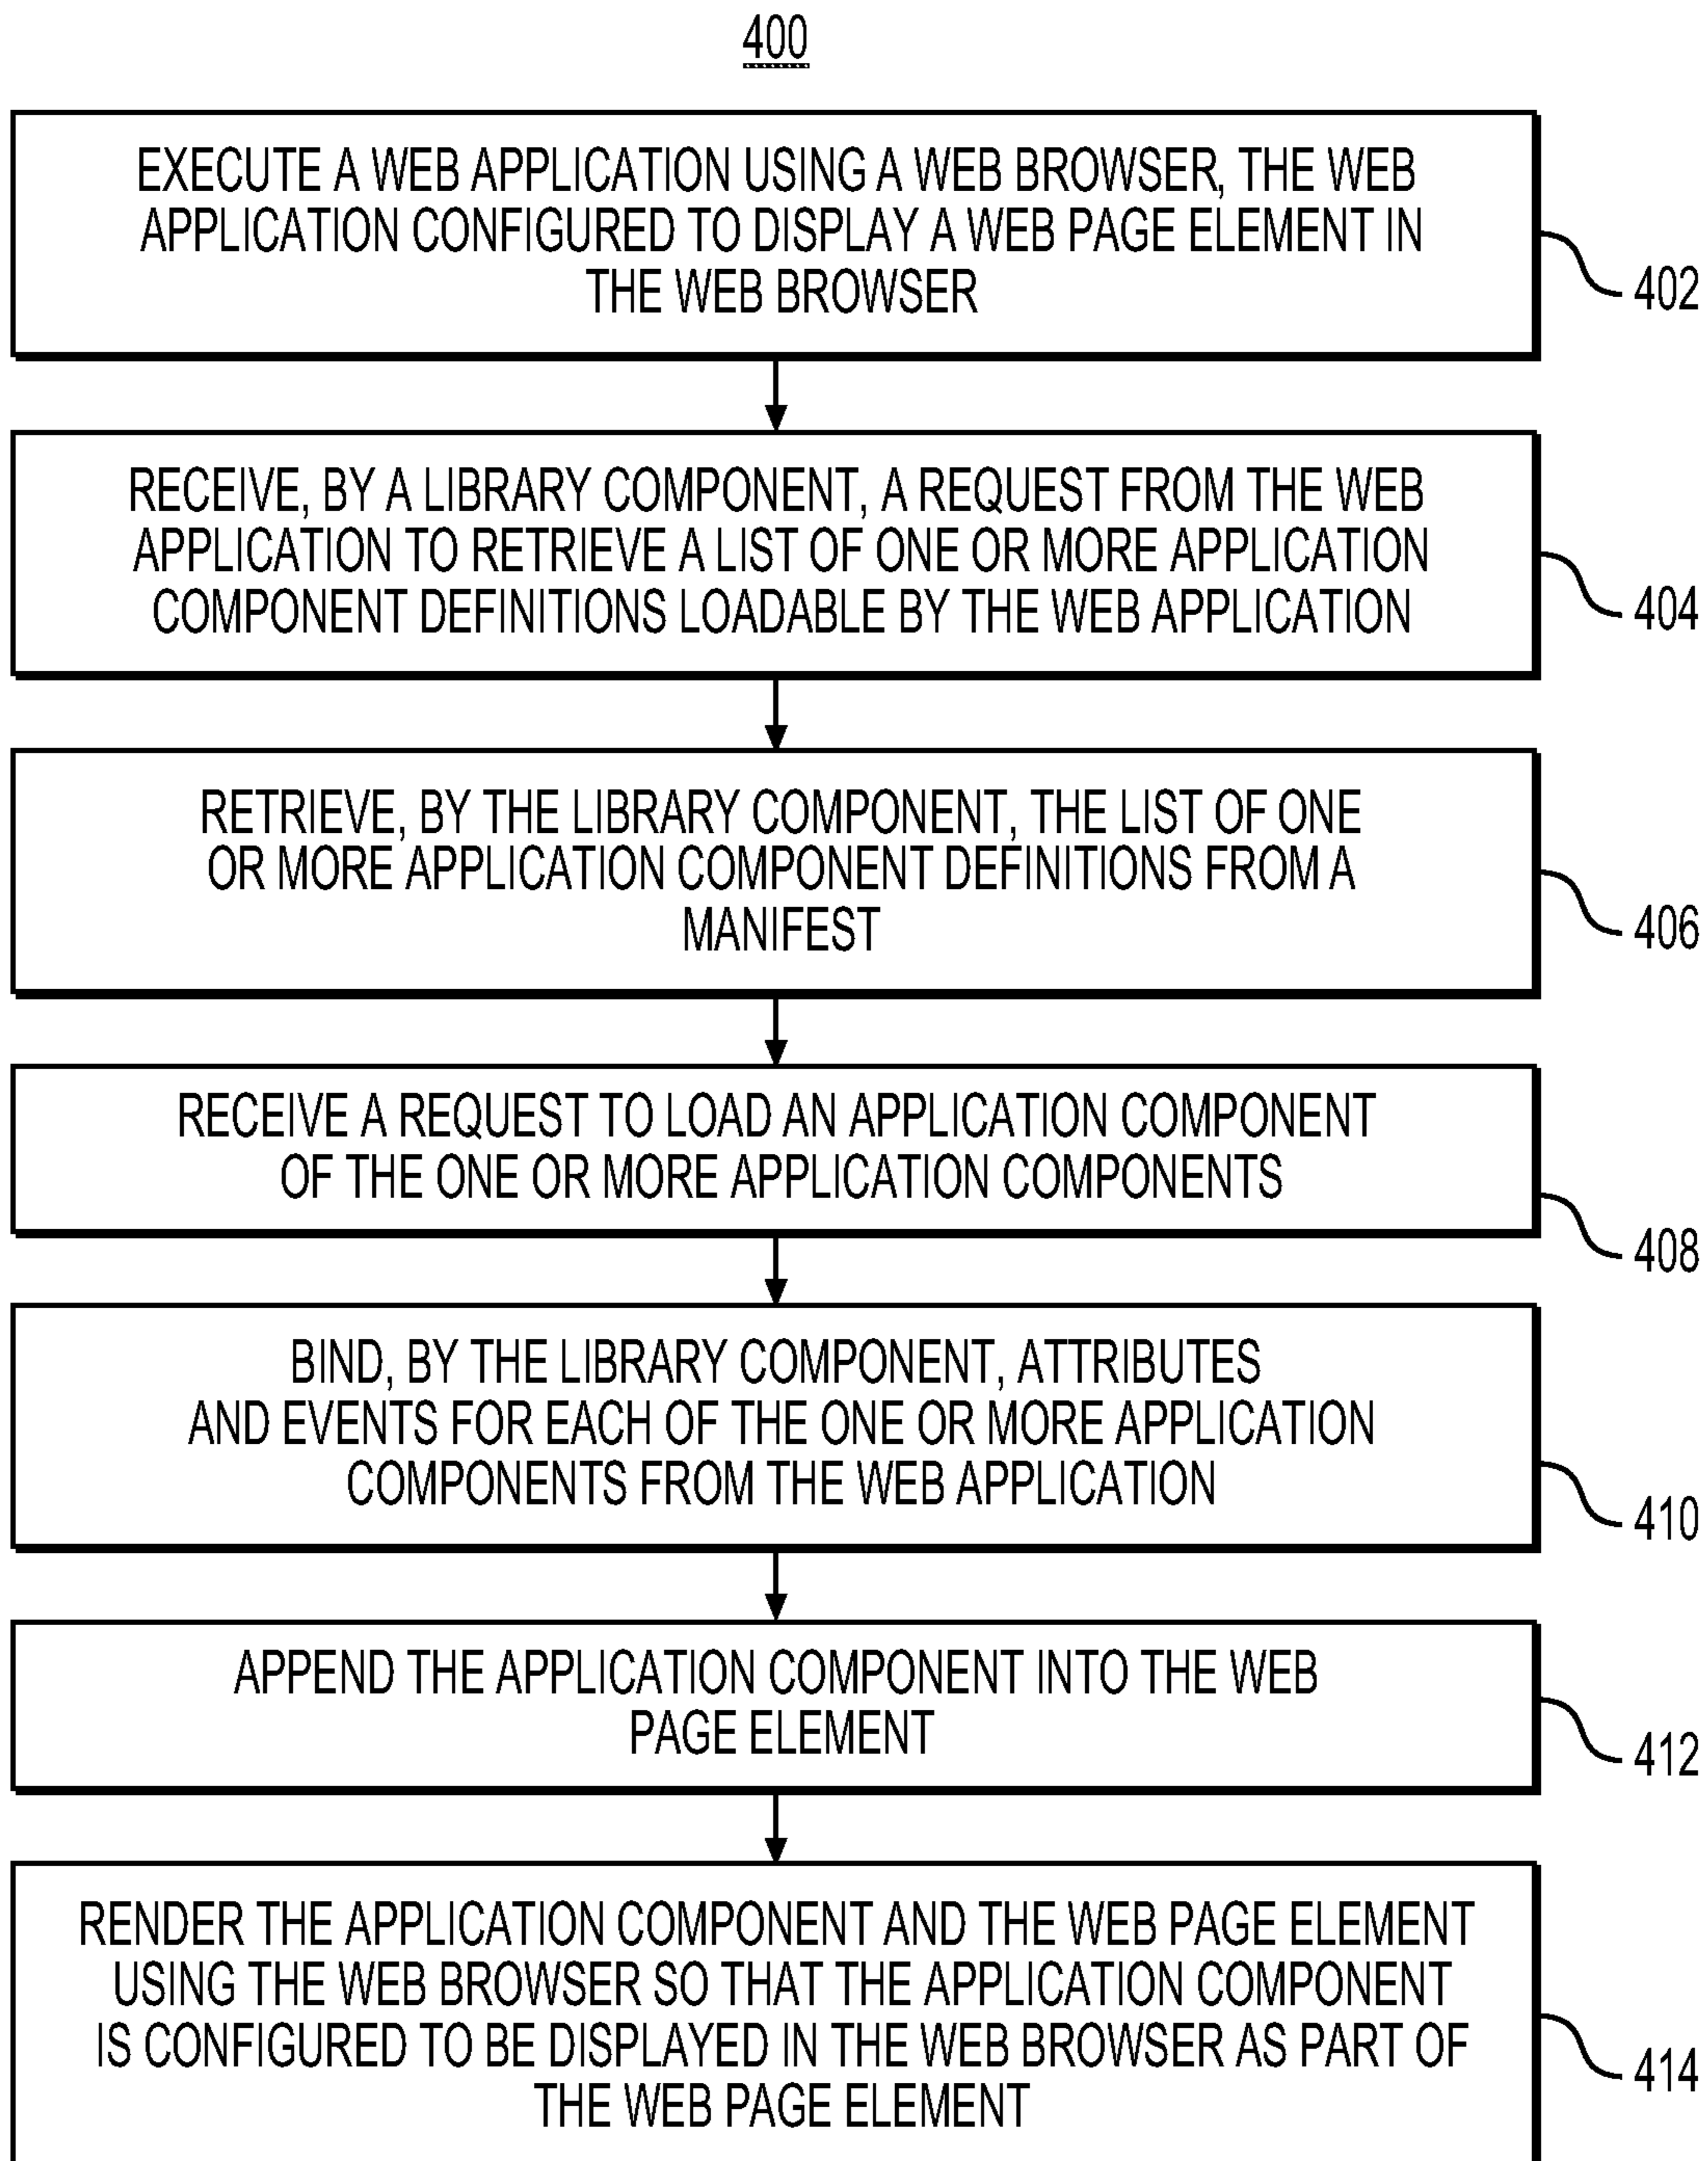 400
EXECUTE A WEB APPLICATION USING A WEB BROWSER, THE WEB
APPLICATION CONFIGURED TO DISPLAY A WEB PAGE ELEMENT IN
THE WEB BROWSER
402
RECEIVE, BY A LIBRARY COMPONENT, A REQUEST FROM THE WEB
APPLICATION TO RETRIEVE A LIST OF ONE OR MORE APPLICATION
COMPONENT DEFINITIONS LOADABLE BY THE WEB APPLICATION
404
RETRIEVE, BY THE LIBRARY COMPONENT, THE LIST OF ONE
OR MORE APPLICATION COMPONENT DEFINITIONS FROM A
MANIFEST
406
RECEIVE A REQUEST TO LOAD AN APPLICATION COMPONENT
OF THE ONE OR MORE APPLICATION COMPONENTS
408
BIND, BY THE LIBRARY COMPONENT, ATTRIBUTES
AND EVENTS FOR EACH OF THE ONE OR MORE APPLICATION
COMPONENTS FROM THE WEB APPLICATION
410
APPEND THE APPLICATION COMPONENT INTO THE WEB
PAGE ELEMENT
412
RENDER THE APPLICATION COMPONENT AND THE WEB PAGE ELEMENT
USING THE WEB BROWSER SO THAT THE APPLICATION COMPONENT
IS CONFIGURED TO BE DISPLAYED IN THE WEB BROWSER AS PART OF
THE WEB PAGE ELEMENT
414